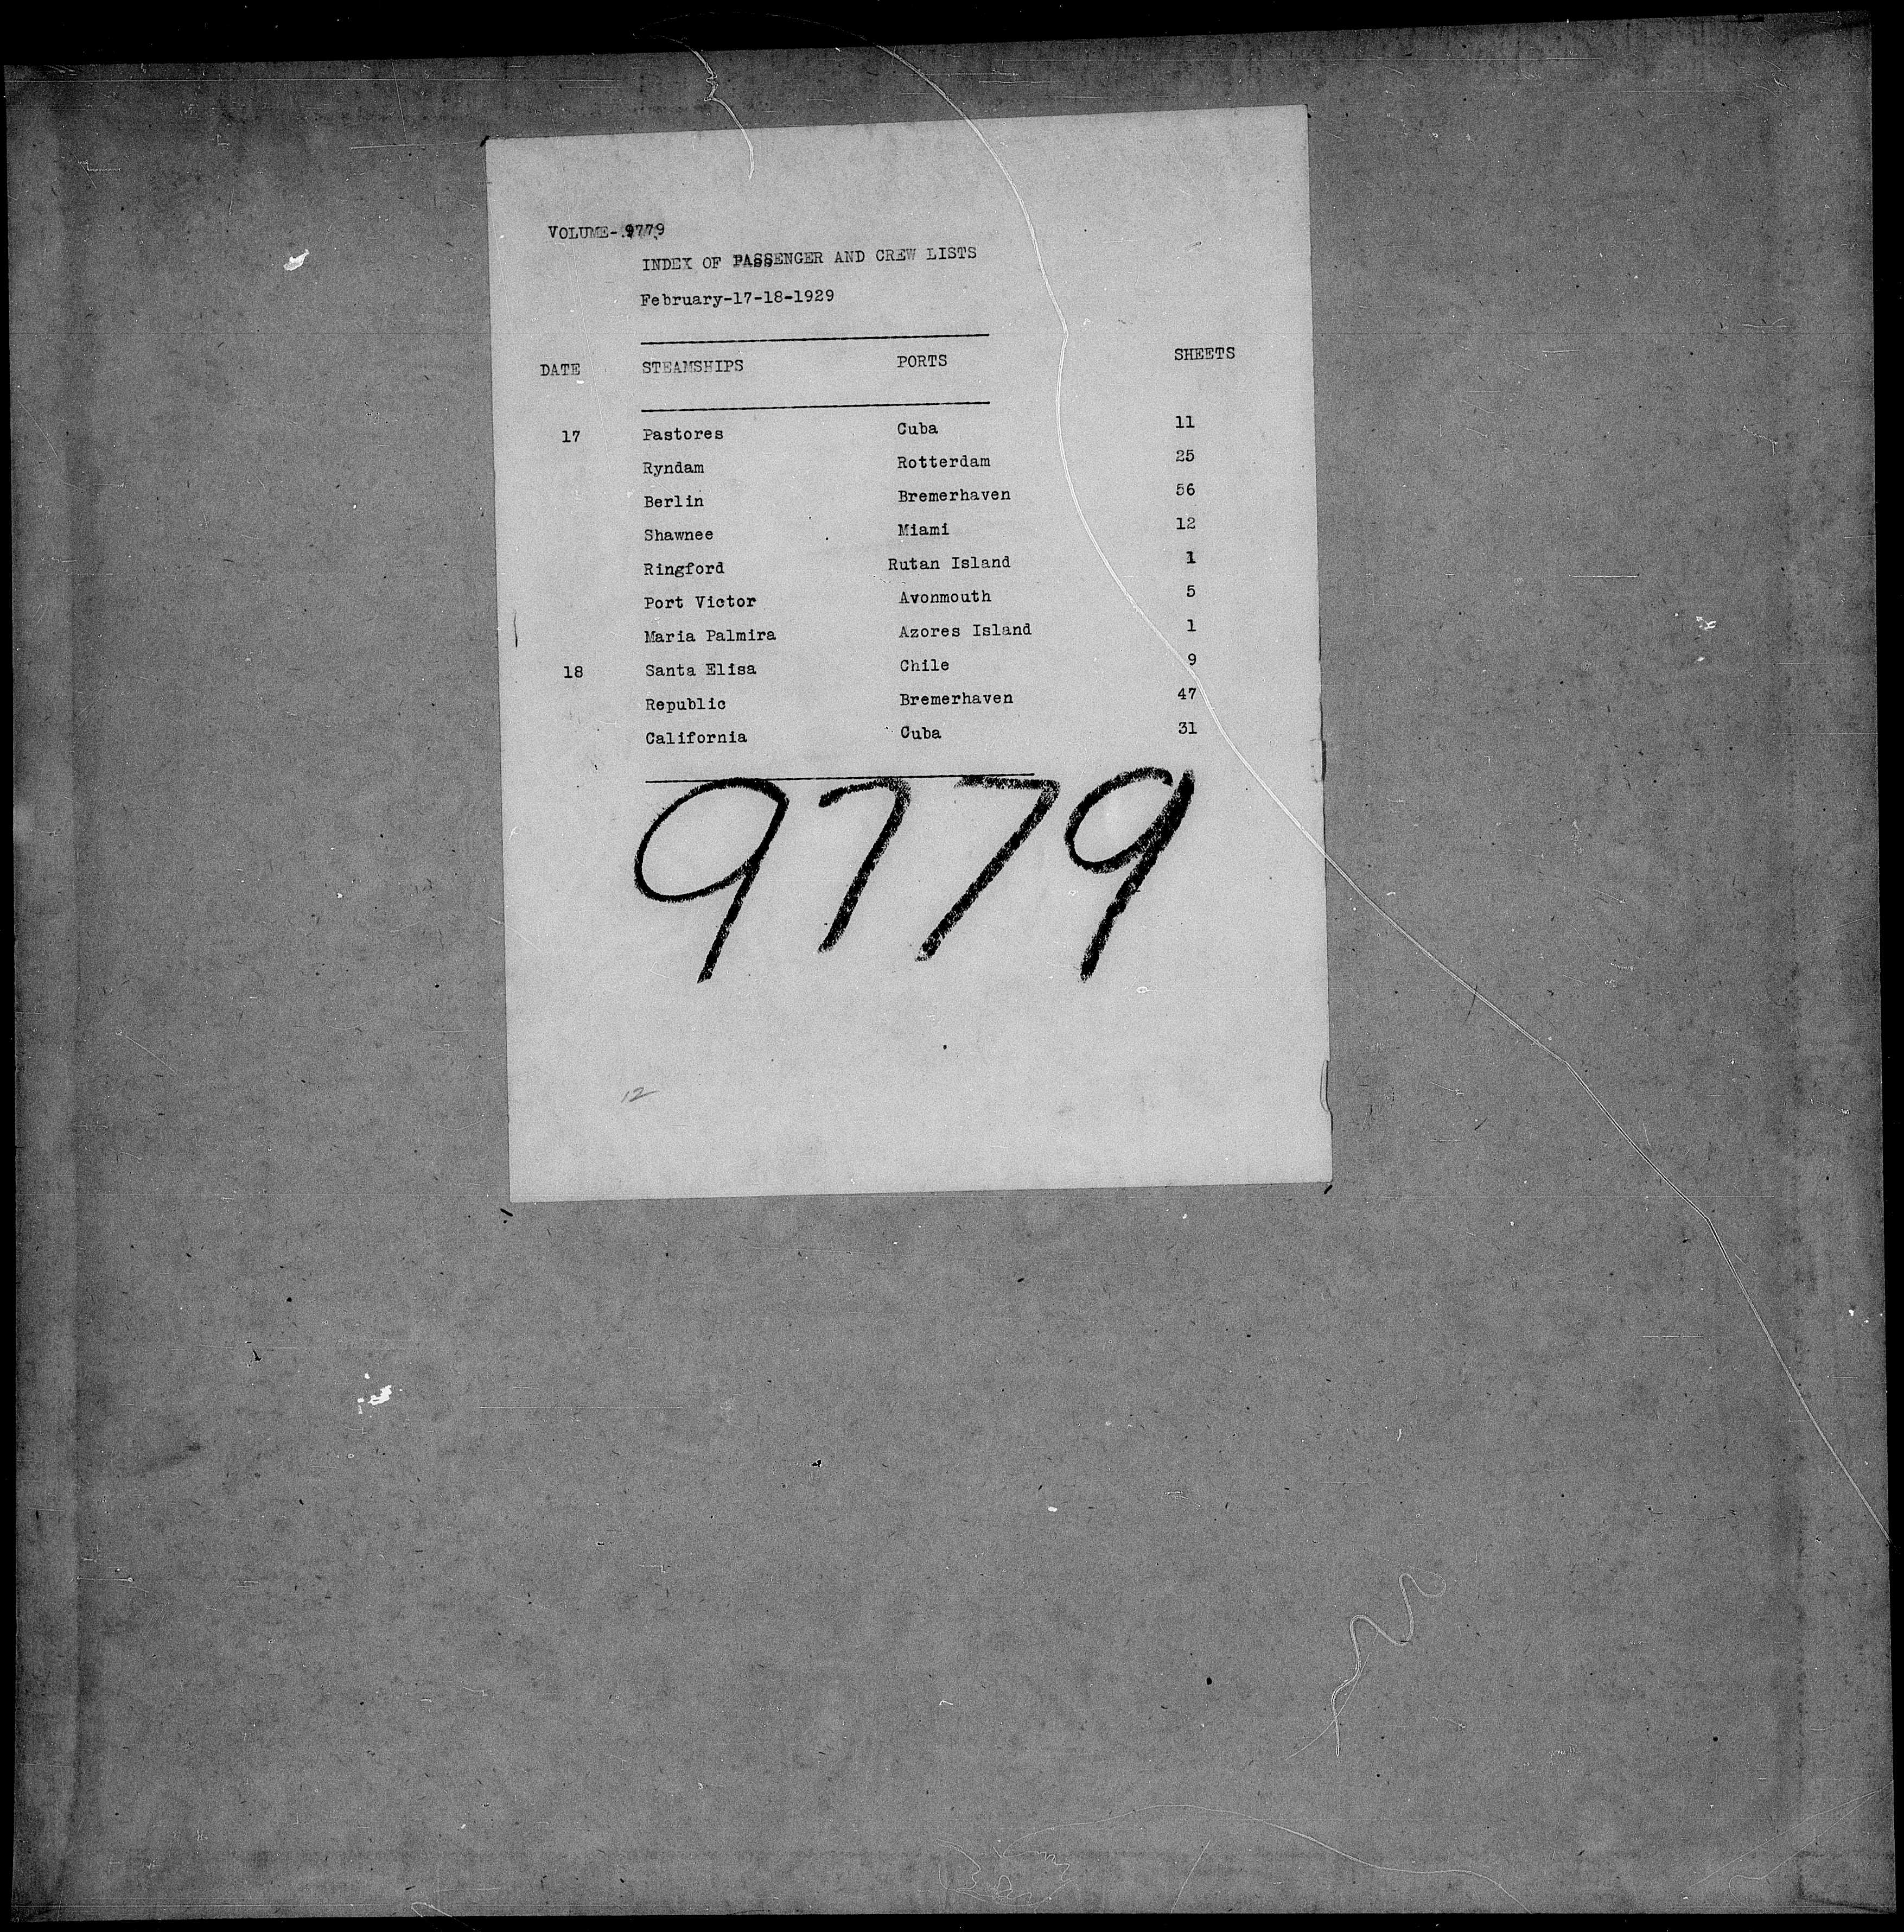 VOLUME-9779
INDEX OF PASSENGER AND CREW LISTS
February-17-18-1929
DATE STEAMSHIPS PORTS SHEETS
17 Pastores Cuba 11
Ryndam Rotterdam 25
Berlin Bremerhaven 56
Shawnee Miami 12
Ringford Rutan Island 1
Port Victor Avonmouth 5
Maria Palmira Azores Island 1
18 Santa Elisa Chile 9
Republic Bremerhaven 47
California Cuba 31
9779
12